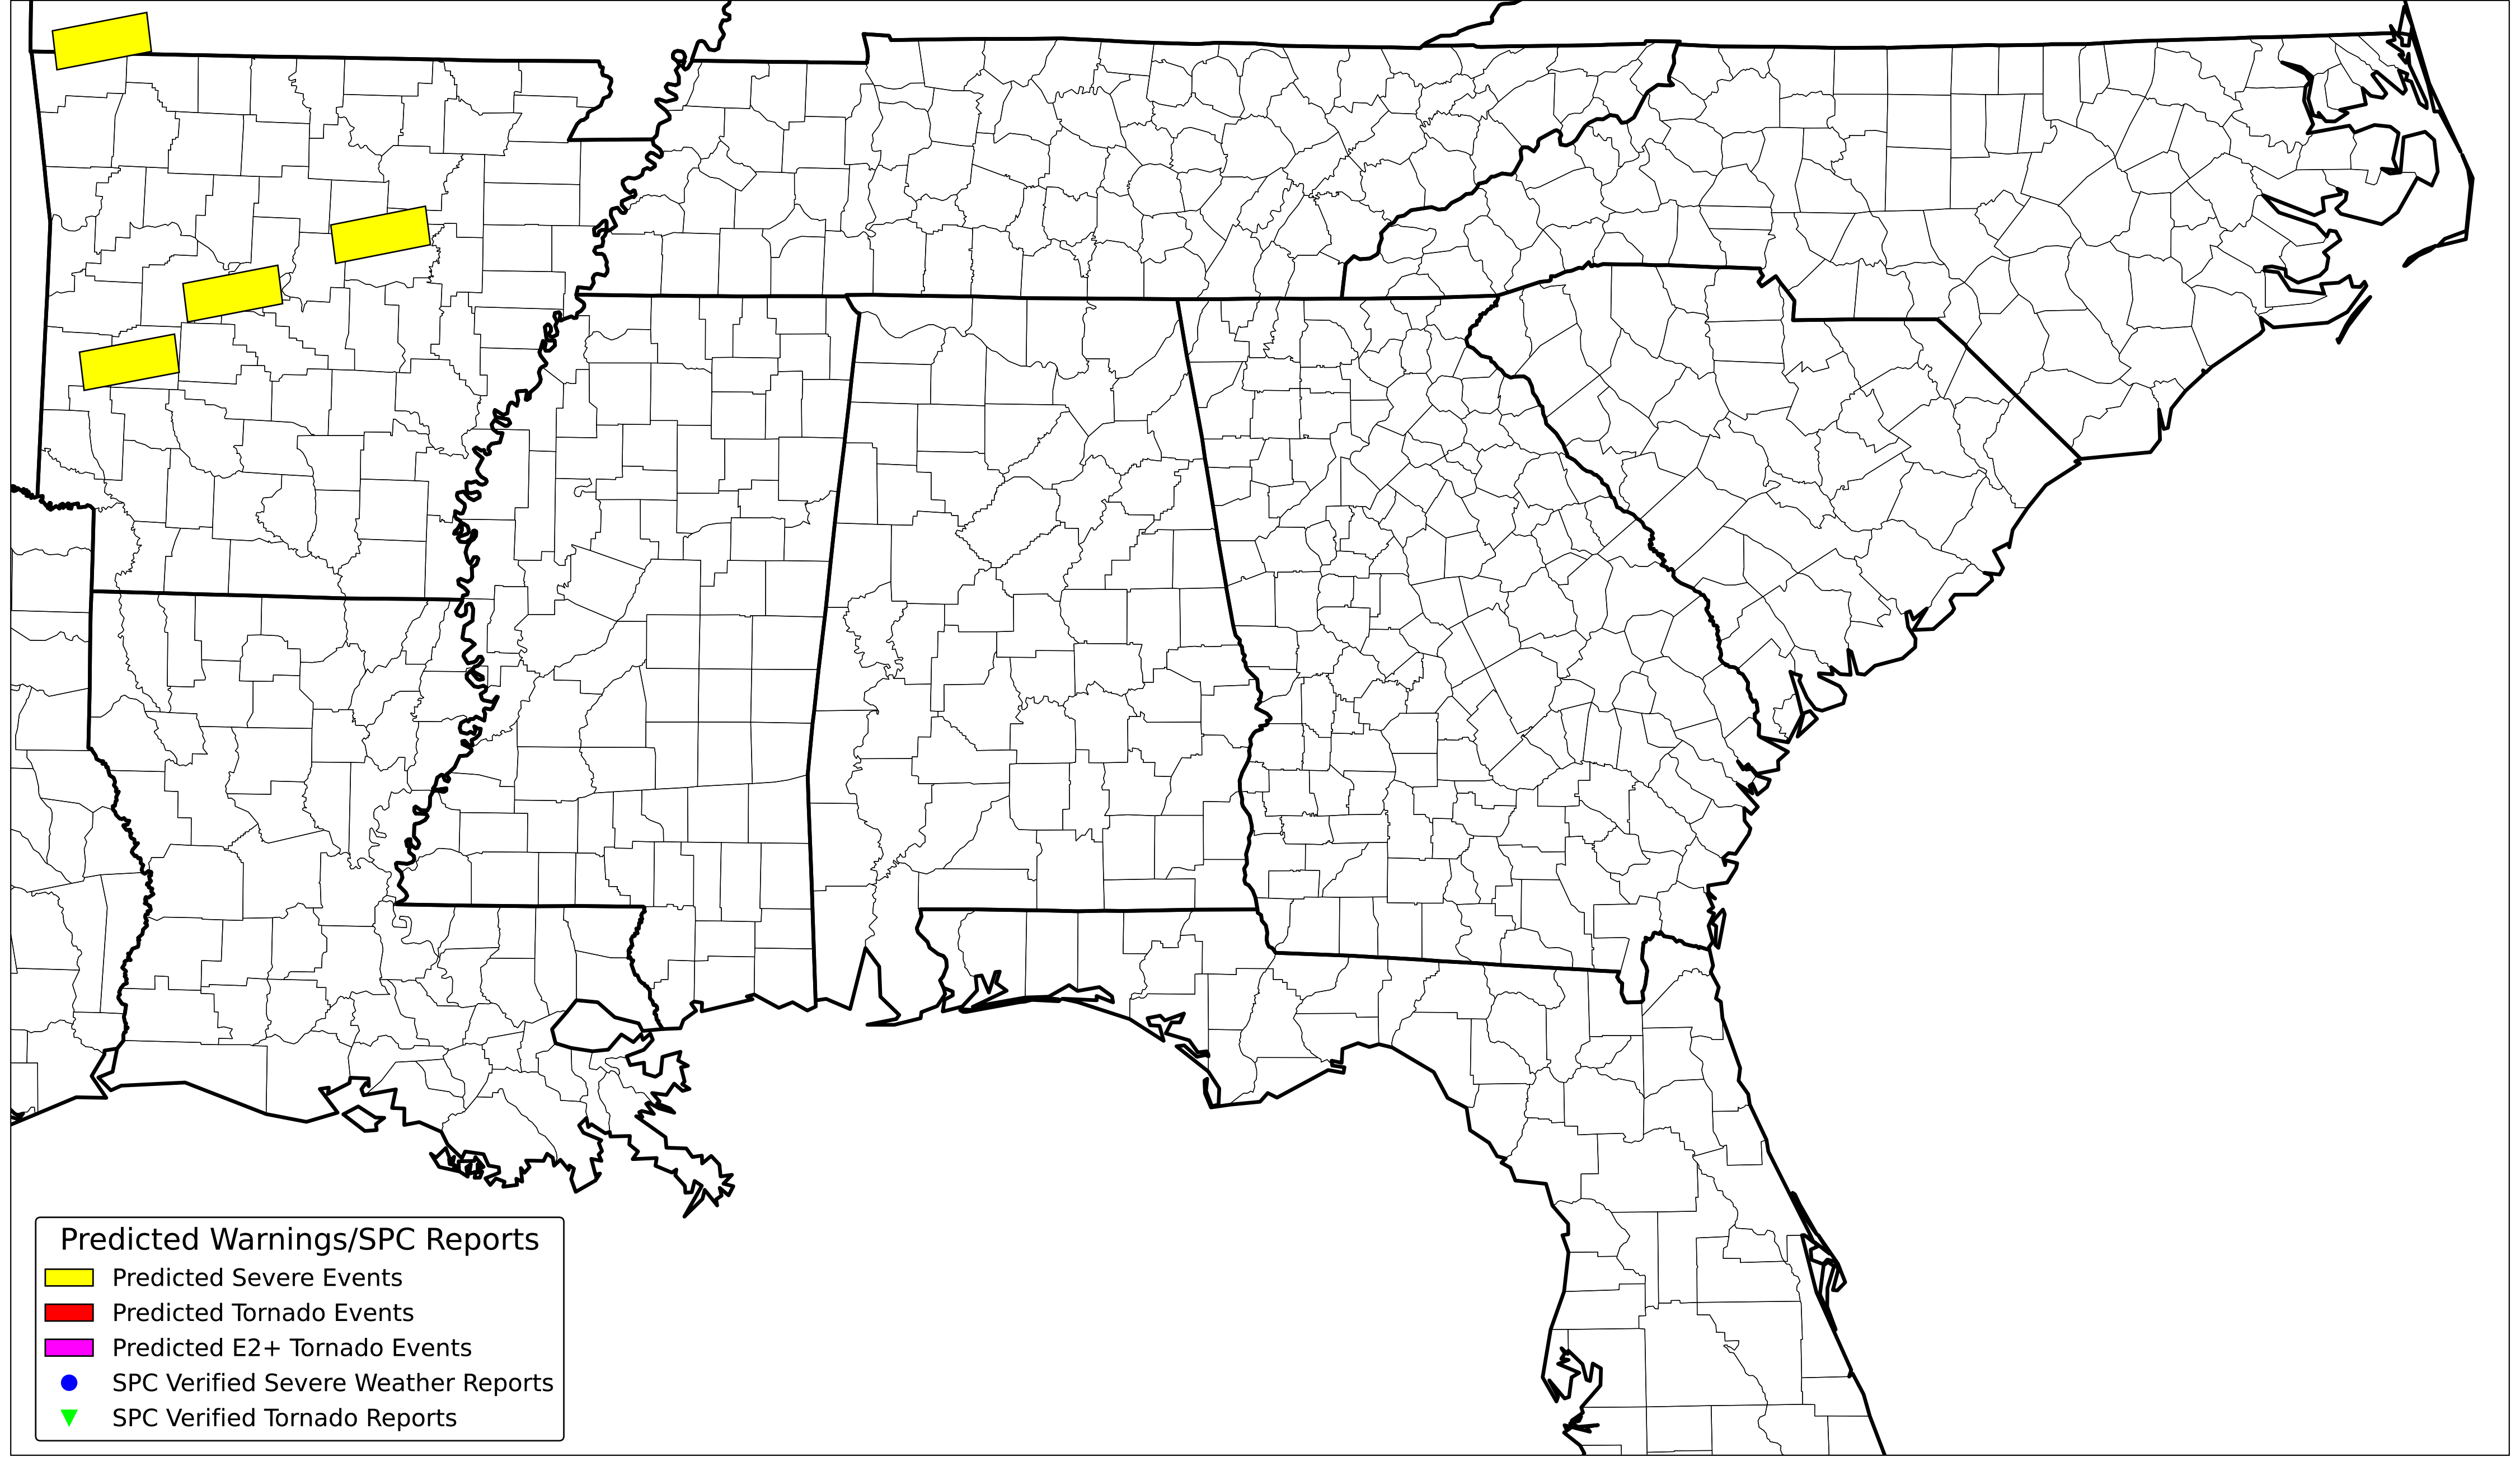 Predicted Warnings/SPC Reports
Predicted Severe Events
Predicted Tornado Events
Predicted E2+ Tornado Events
SPC Verified Severe Weather Reports
SPC Verified Tornado Reports